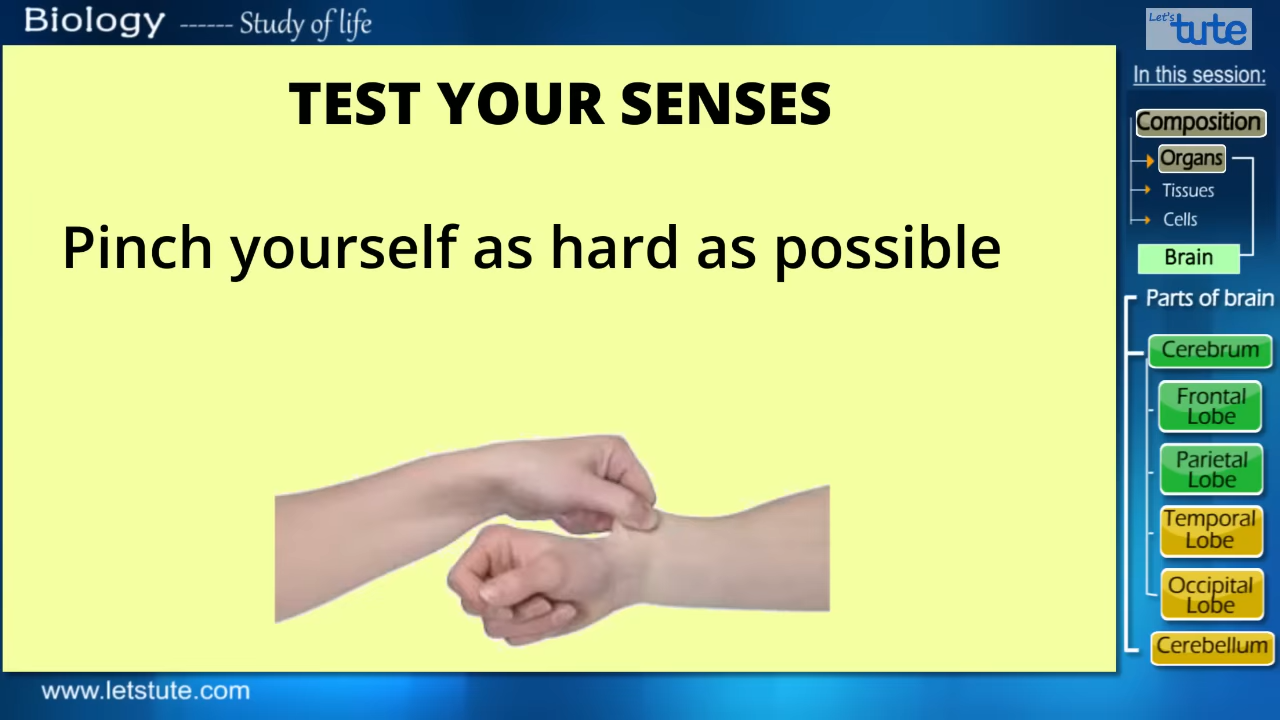 Biology ------ Study of life
Let's tute
In this session:
TEST YOUR SENSES
Pinch yourself as hard as possible
Composition
Organs
Tissues
Cells
Brain
Parts of brain
Cerebrum
Frontal
Lobe
Parietal
Lobe
Temporal
Lobe
Occipital
Lobe
Cerebellum
www.letstute.com